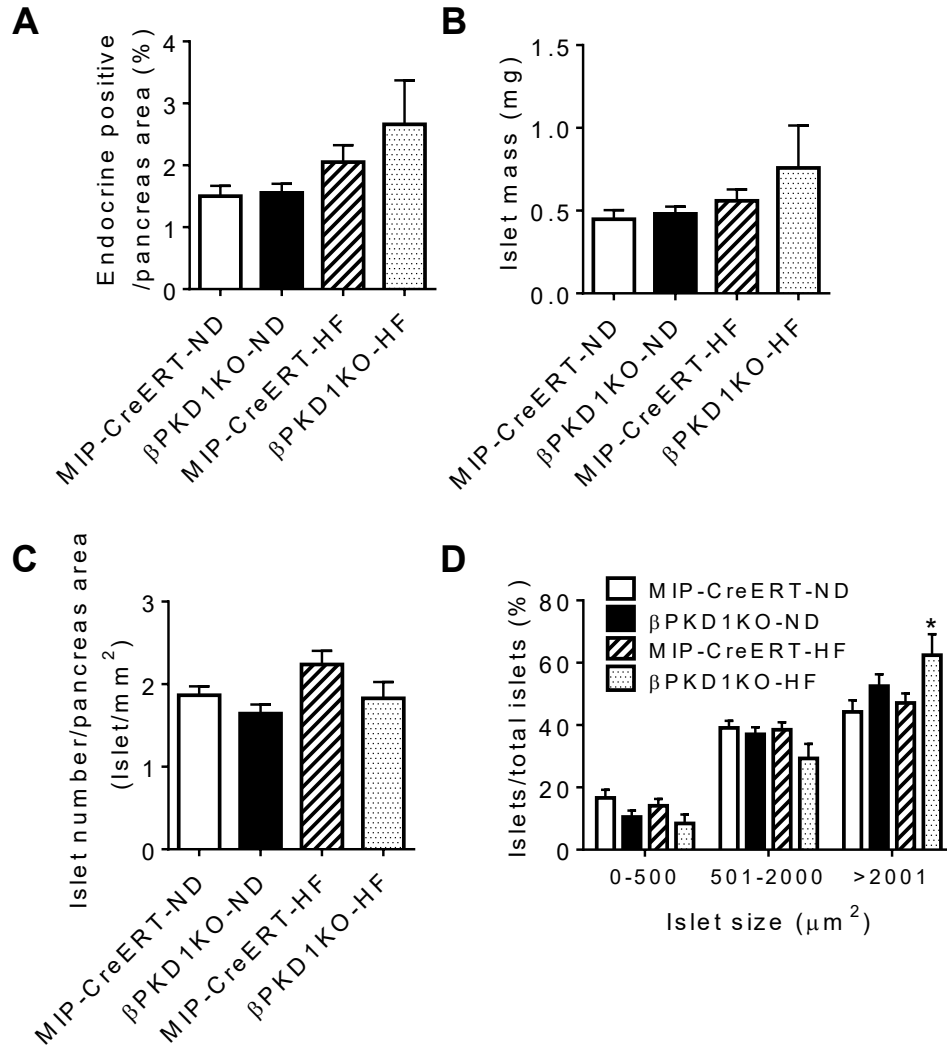 A
Endocrine positive
/pancreas area (%)
4
3
2
1
0
MIP-CreERT-ND
βPKD1KO-ND
MIP-CreERT-HF
βPKD1KO-HF
B
Islet mass (mg)
1.5
1.0
0.5
0.0
MIP-CreERT-ND
βPKD1KO-ND
MIP-CreERT-HF
βPKD1KO-HF
C
Islet number/pancreas area
(Islet/mm²)
3
2
1
0
MIP-CreERT-ND
βPKD1KO-ND
MIP-CreERT-HF
βPKD1KO-HF
D
Islets/total islets (%)
80
60
40
20
0
MIP-CreERT-ND
βPKD1KO-ND
MIP-CreERT-HF
βPKD1KO-HF
*
0-500 501-2000 >2001
Islet size (μm²)